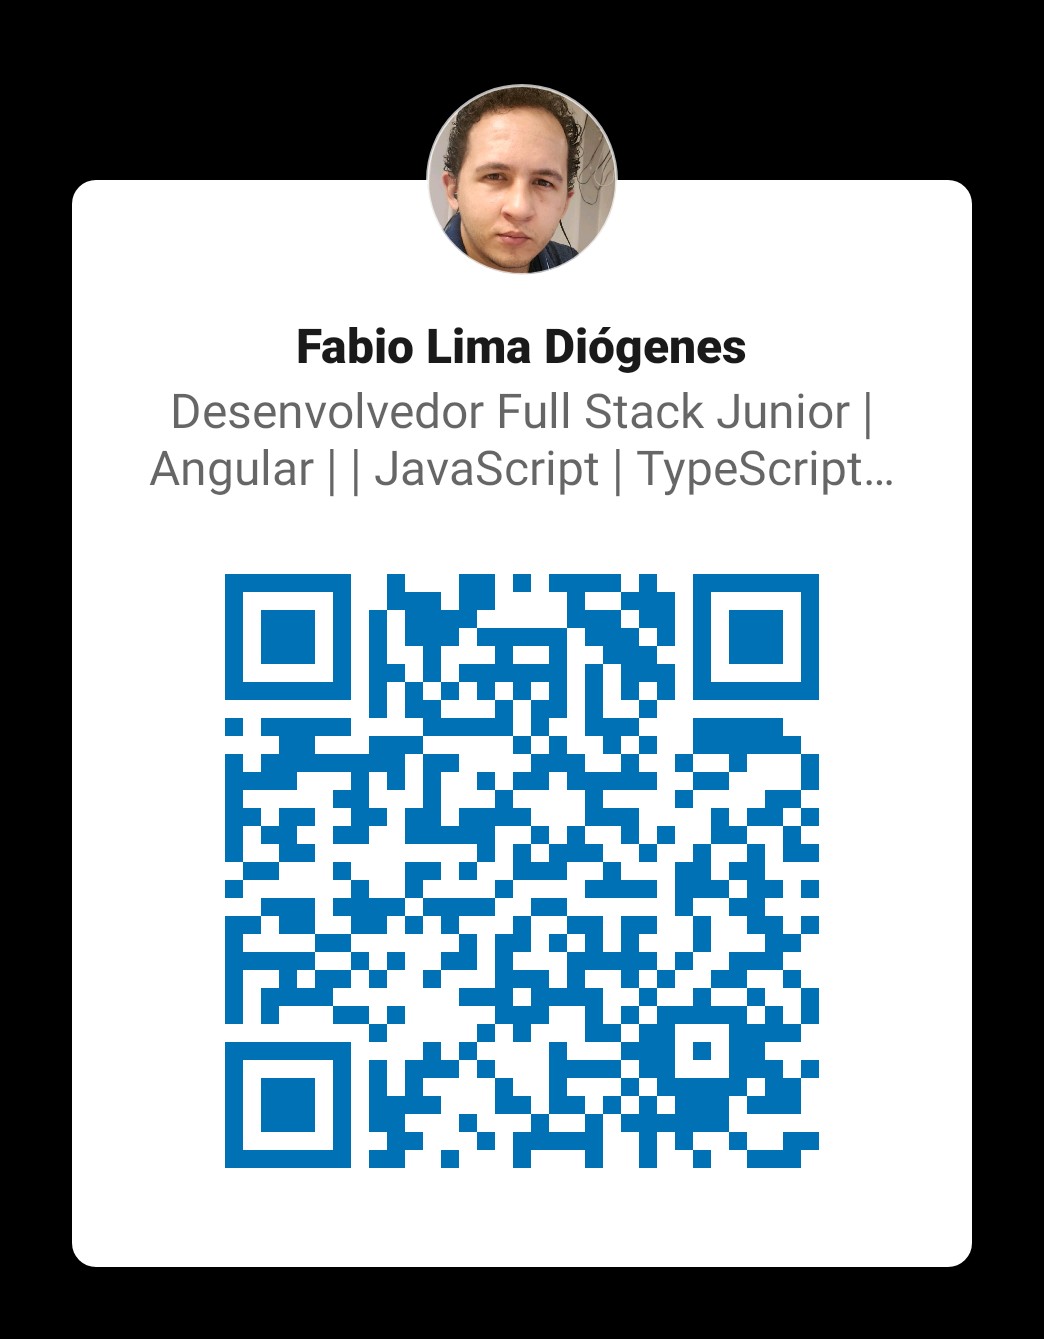 Fabio Lima Diógenes
Desenvolvedor Full Stack Junior |
Angular | | JavaScript | TypeScript...